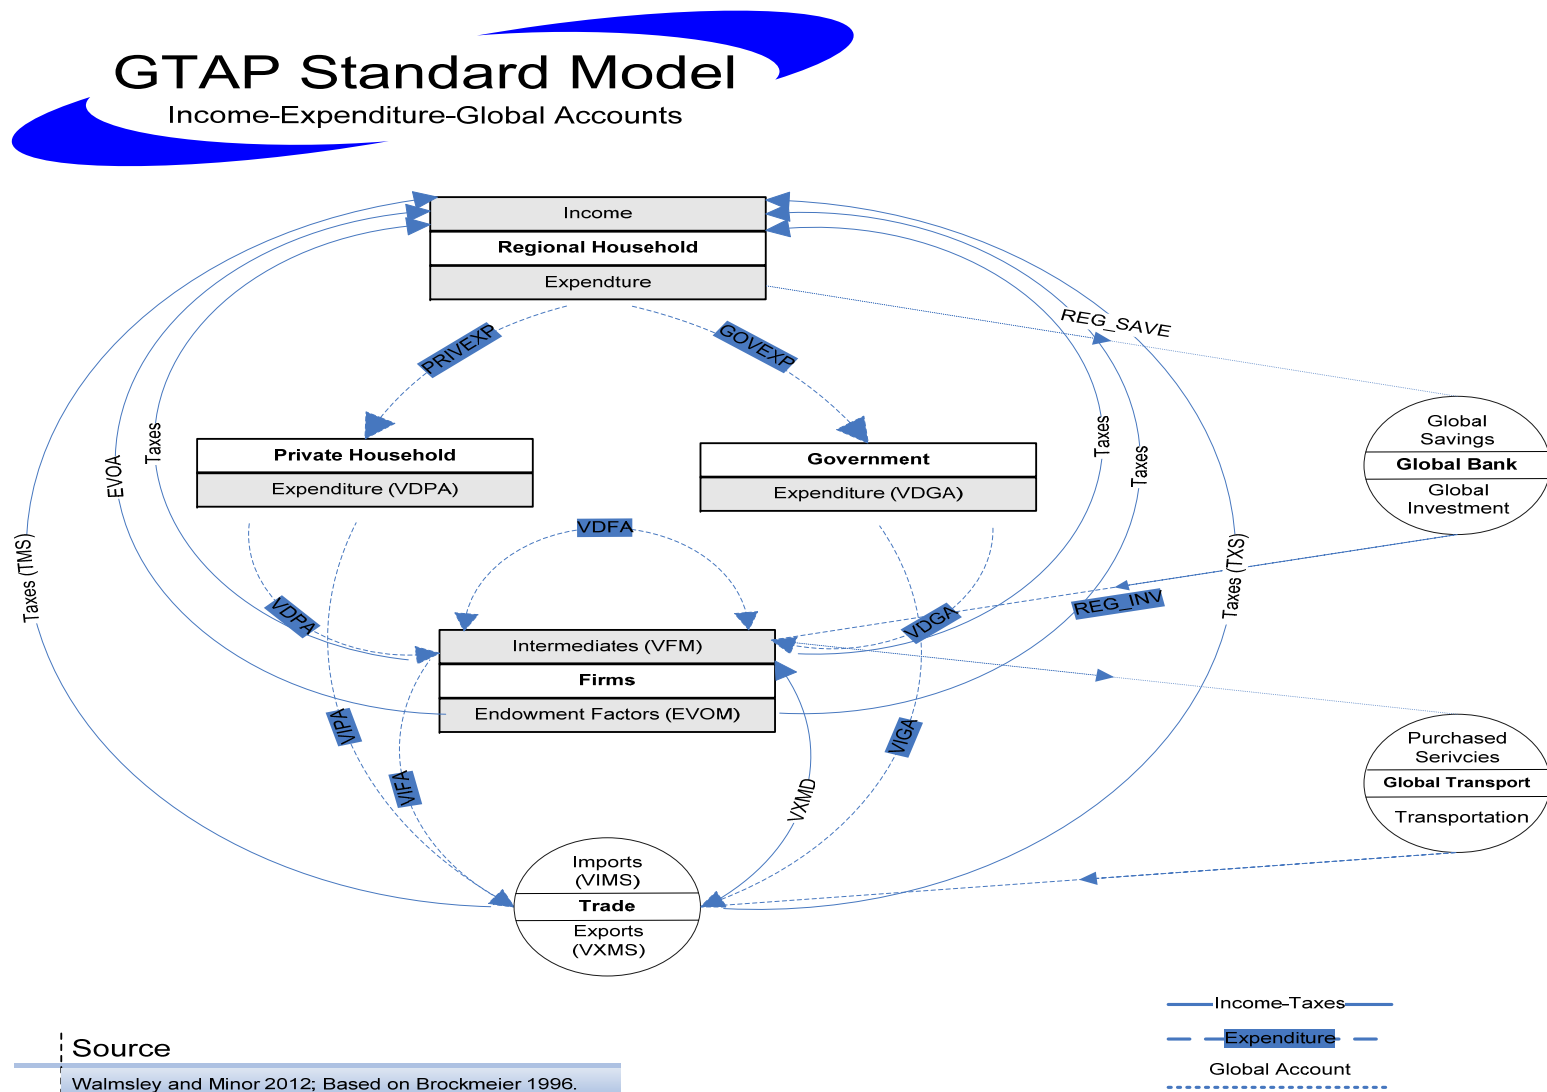 GTAP Standard Model
Income-Expenditure-Global Accounts
Income
Regional Household
Expendture
PRIVEXP
GOVEXP
REG_SAVE
Taxes
EVOA
Taxes
Taxes
Private Household
Expenditure (VDPA)
Government
Expenditure (VDGA)
Global
Savings
Global Bank
Global
Investment
VDFA
Taxes (TMS)
Taxes (TXS)
VDPA
VDGA
REG_INV
Intermediates (VFM)
Firms
Endowment Factors (EVOM)
VIPA
VIFA
VIGA
VXMD
Purchased
Serivcies
Global Transport
Transportation
Imports
(VIMS)
Trade
Exports
(VXMS)
Income-Taxes
Expenditure
Global Account
Source
Walmsley and Minor 2012; Based on Brockmeier 1996.